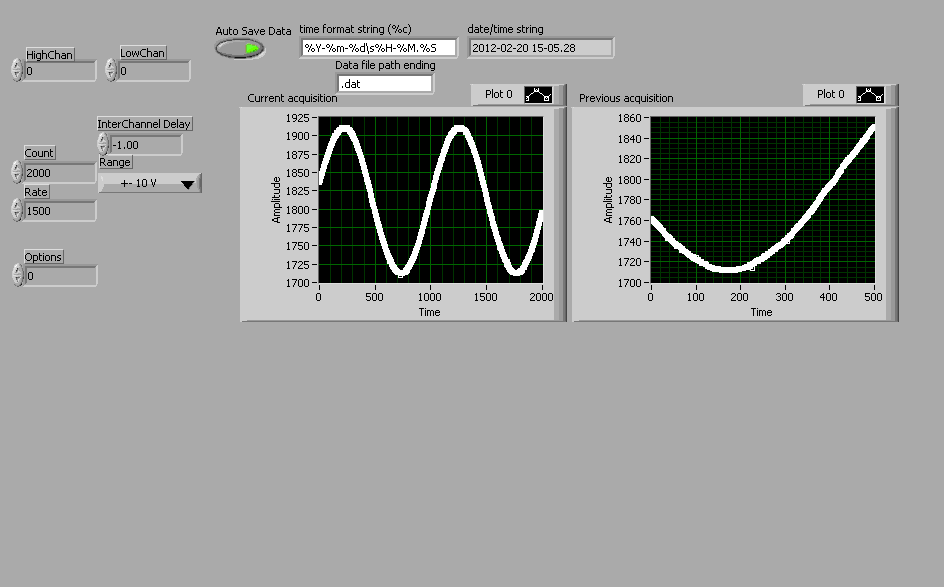 Auto Save Data
time format string (%c)
%Y-%m-%d\s%H-%M.%S
date/time string
2012-02-20 15-05.28
HighChan
0
LowChan
0
Data file path ending
.dat
InterChannel Delay
-1.00
Range
+- 10 V
Count
2000
Rate
1500
Options
0
Current acquisition
Plot 0
Amplitude
1925
1900
1875
1850
1825
1800
1775
1750
1725
1700
0 500 1000 1500 2000
Time
Previous acquisition
Plot 0
Amplitude
1860
1840
1820
1800
1780
1760
1740
1720
1700
0 100 200 300 400 500
Time